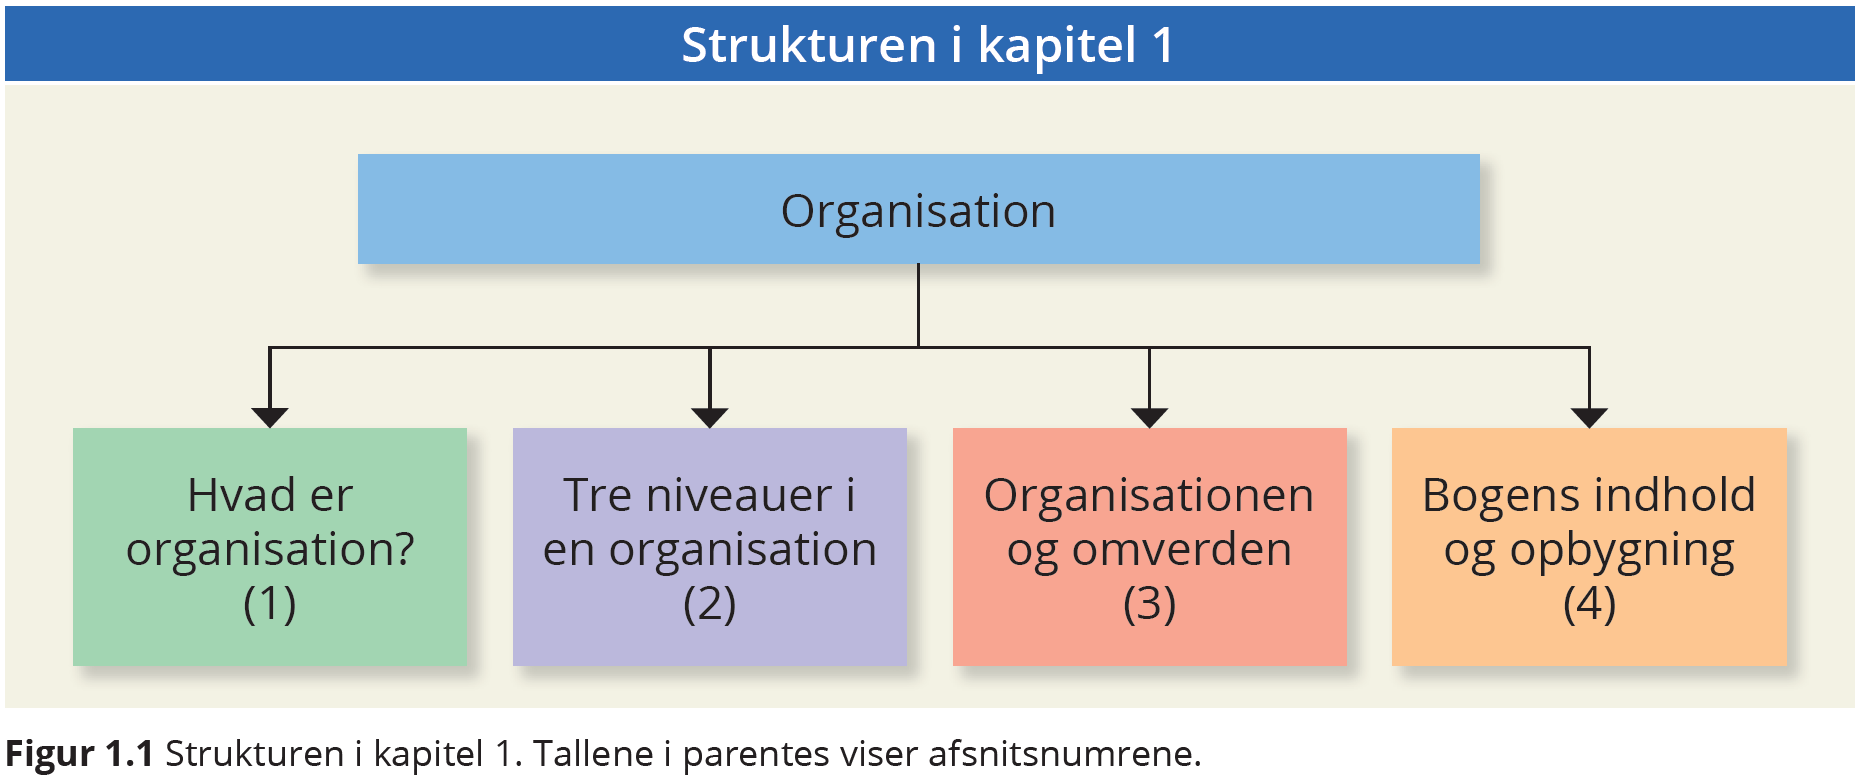 Strukturen i kapitel 1
Organisation
Hvad er
organisation?
(1)
Tre niveauer i
en organisation
(2)
Organisationen
og omverden
(3)
Bogens indhold
og opbygning
(4)
Figur 1.1 Strukturen i kapitel 1. Tallene i parentes viser afsnitsnumrene.